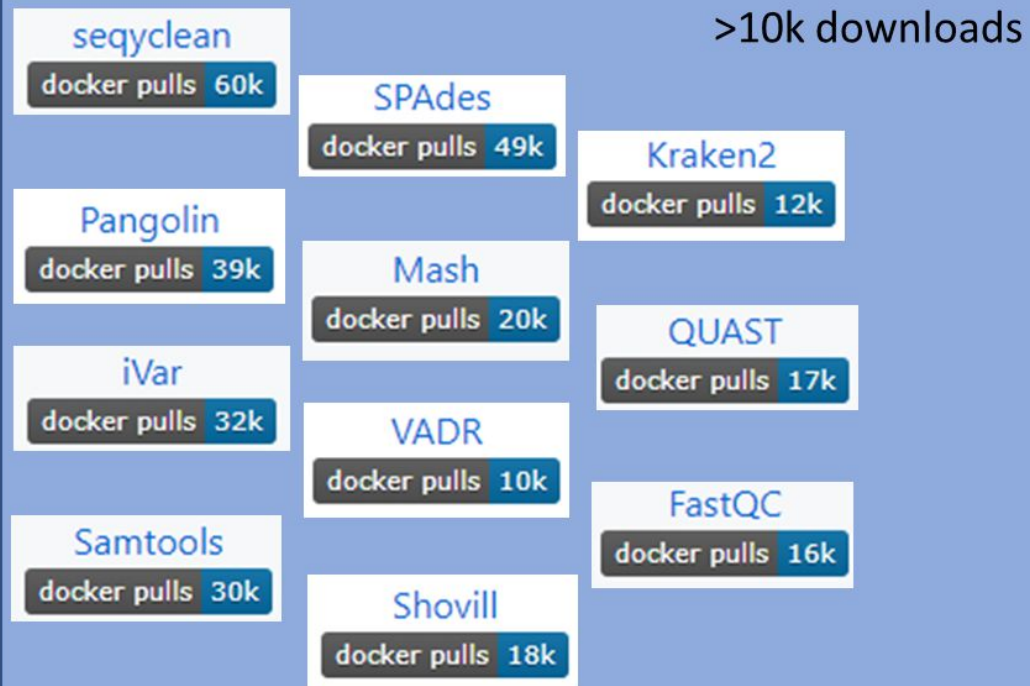 >10k downloads
seqyclean
docker pulls 60k
SPAdes
docker pulls 49k
Kraken2
docker pulls 12k
Pangolin
docker pulls 39k
Mash
docker pulls 20k
QUAST
docker pulls 17k
iVar
docker pulls 32k
VADR
docker pulls 10k
FastQC
docker pulls 16k
Samtools
docker pulls 30k
Shovill
docker pulls 18k